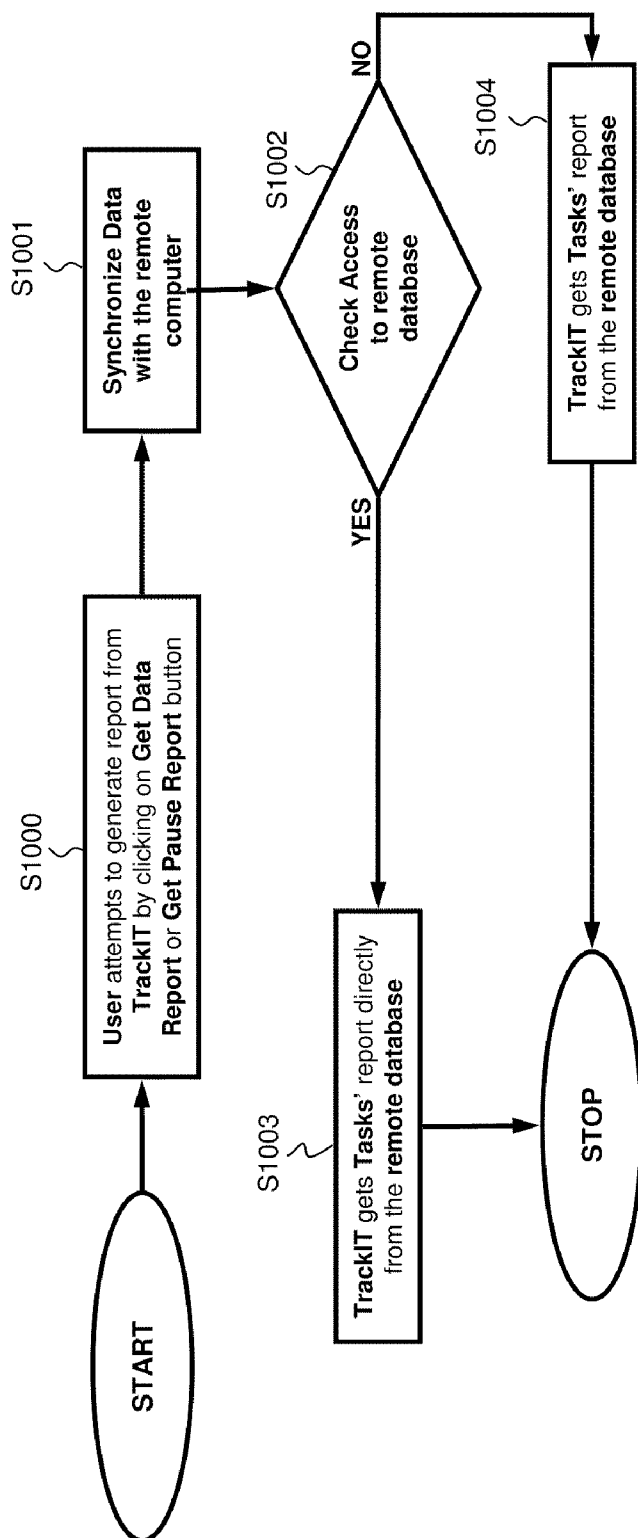 START
S1000
User attempts to generate report from
TrackIT by clicking on Get Data
Report or Get Pause Report button
S1001
Synchronize Data
with the remote
computer
S1002
Check Access
to remote
database
YES
NO
S1003
TrackIT gets Tasks' report directly
from the remote database
S1004
TrackIT gets Tasks' report
from the remote database
STOP